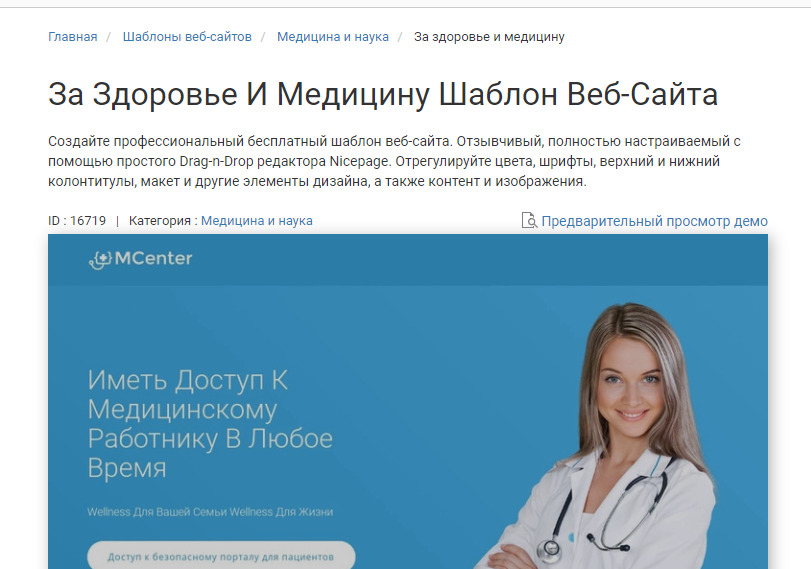 Главная / Шаблоны веб-сайтов / Медицина и наука / За здоровье и медицину
За Здоровье И Медицину Шаблон Веб-Сайта
Создайте профессиональный бесплатный шаблон веб-сайта. Отзывчивый, полностью настраиваемый с
помощью простого Drag-n-Drop редактора Nicepage. Отрегулируйте цвета, шрифты, верхний и нижний
колонтитулы, макет и другие элементы дизайна, а также контент и изображения.
ID : 16719 | Категория : Медицина и наука
Предварительный просмотр демо
MCenter
Иметь Доступ К
Медицинскому
Работнику В Любое
Время
Wellness Для Вашей Семьи Wellness Для Жизни
Доступ к безопасному порталу для пациентов